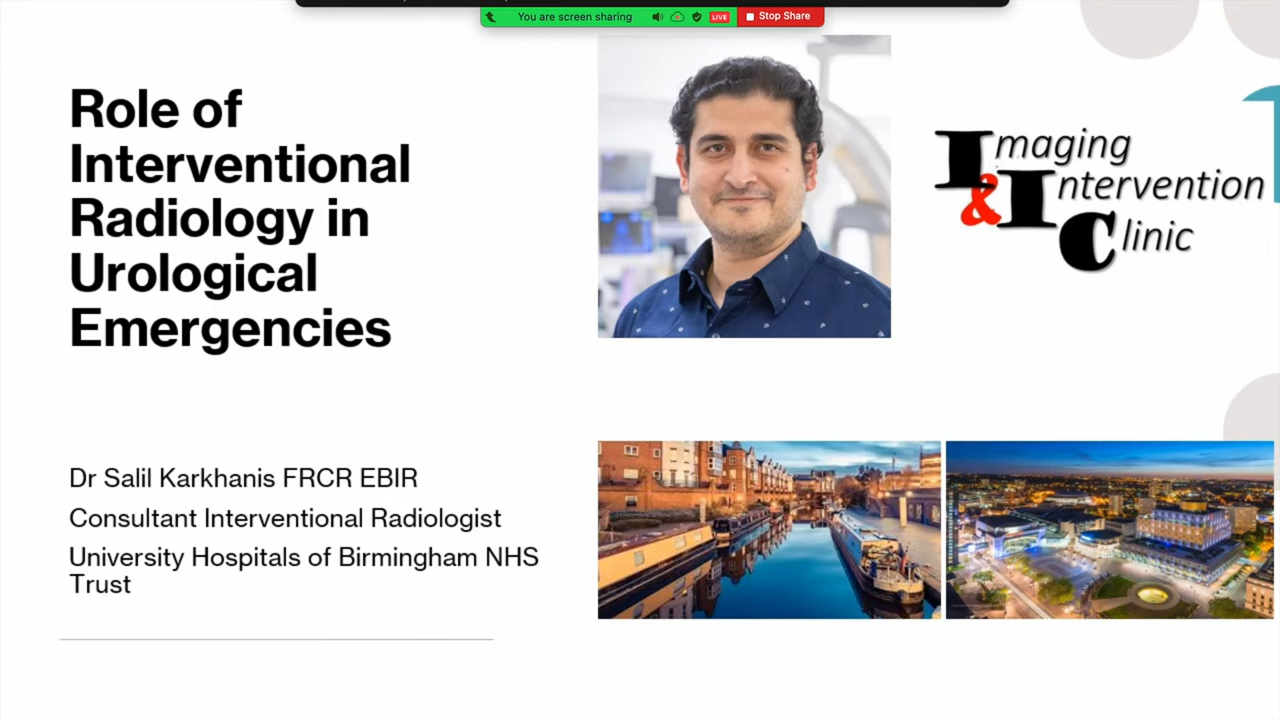 You are screen sharing
LIVE
Stop Share
Role of
Interventional
Radiology in
Urological
Emergencies
Imaging
& Intervention
Clinic
Dr Salil Karkhanis FRCR EBIR
Consultant Interventional Radiologist
University Hospitals of Birmingham NHS
Trust